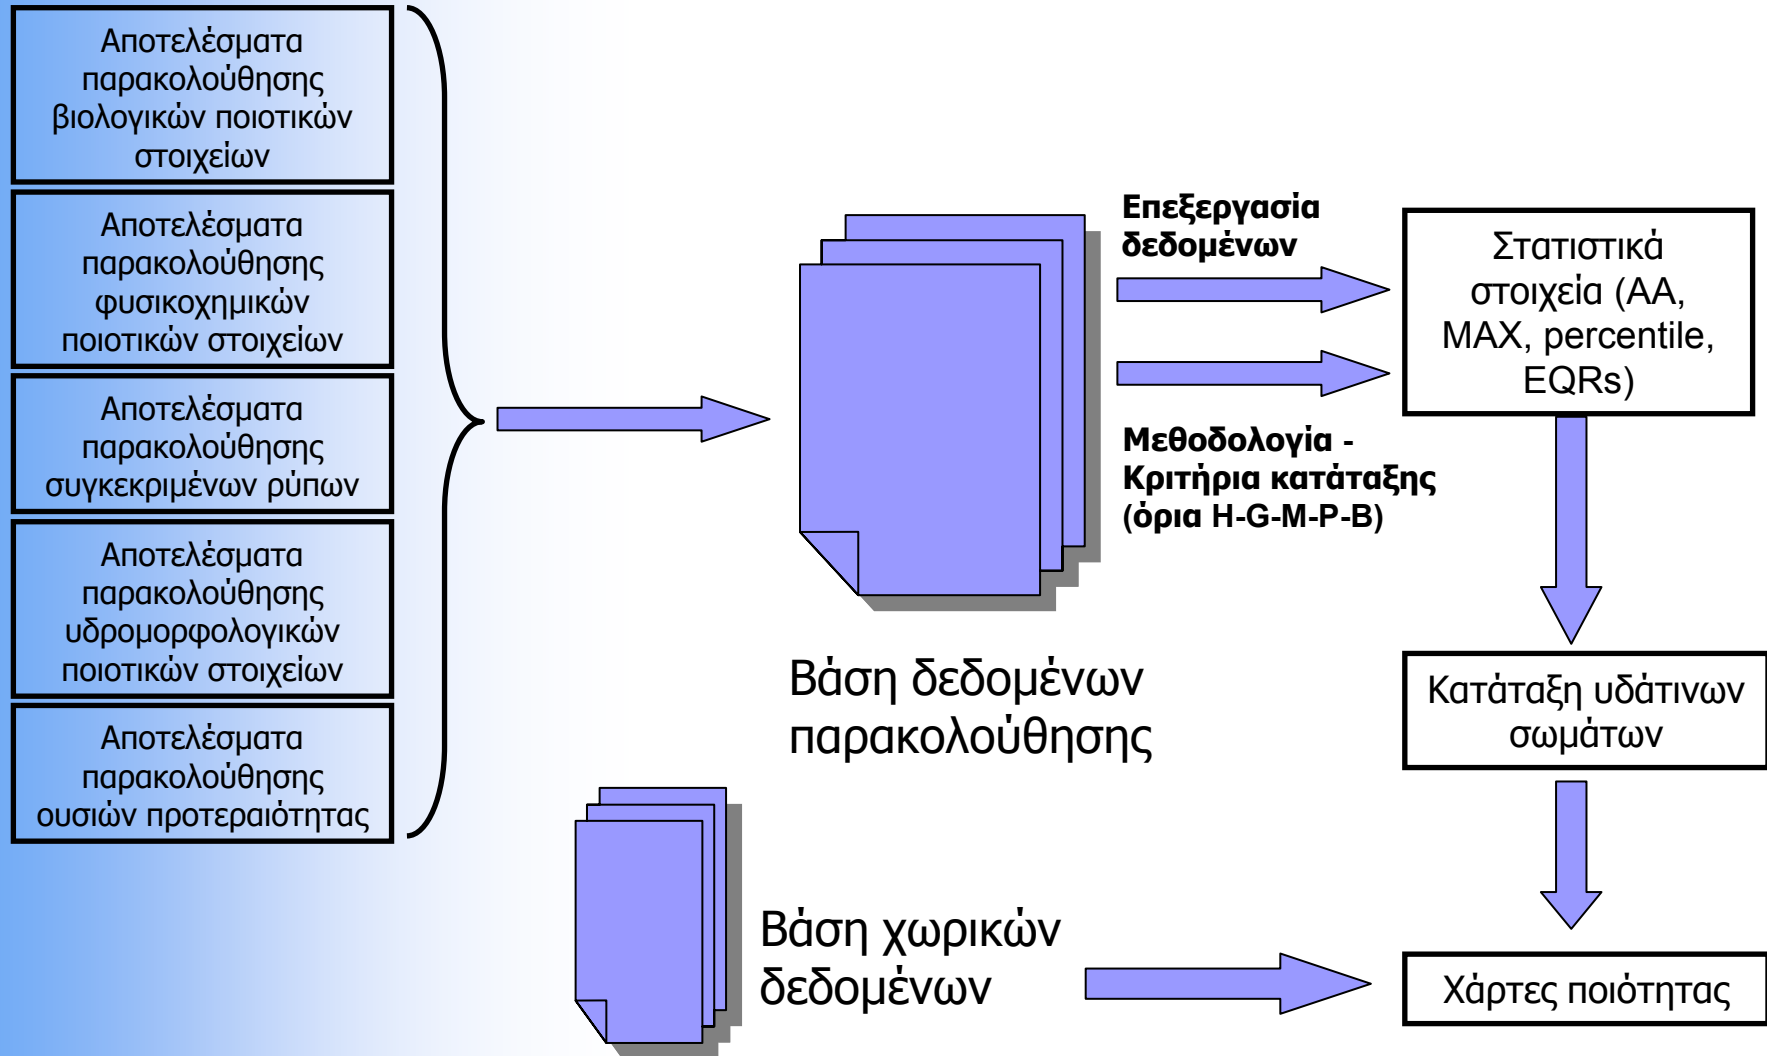 Αποτελέσματα
παρακολούθησης
βιολογικών ποιοτικών
στοιχείων
Αποτελέσματα
παρακολούθησης
φυσικοχημικών
ποιοτικών στοιχείων
Αποτελέσματα
παρακολούθησης
συγκεκριμένων ρύπων
Αποτελέσματα
παρακολούθησης
υδρομορφολογικών
ποιοτικών στοιχείων
Αποτελέσματα
παρακολούθησης
ουσιών προτεραιότητας
Βάση δεδομένων
παρακολούθησης
Επεξεργασία
δεδομένων
Μεθοδολογία -
Κριτήρια κατάταξης
(όρια H-G-M-P-B)
Στατιστικά
στοιχεία (AA,
MAX, percentile,
EQRs)
Κατάταξη υδάτινων
σωμάτων
Βάση χωρικών
δεδομένων
Χάρτες ποιότητας